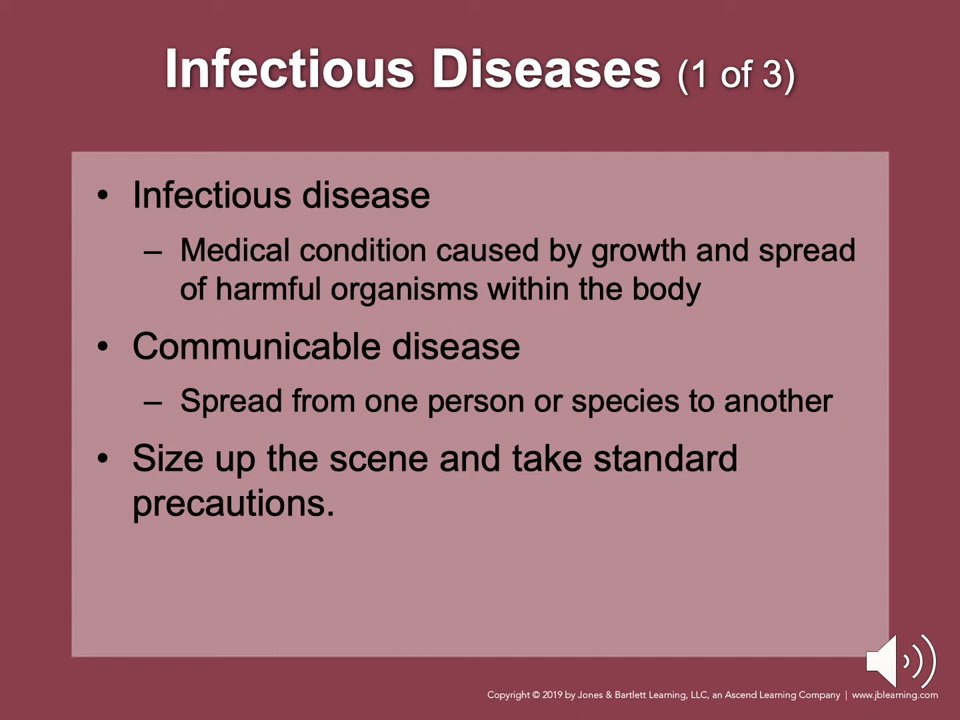 Infectious Diseases (1 of 3)
• Infectious disease
– Medical condition caused by growth and spread
of harmful organisms within the body
• Communicable disease
– Spread from one person or species to another
• Size up the scene and take standard
precautions.
Copyright © 2019 by Jones & Bartlett Learning, LLC, an Ascend Learning Company | www.jblearning.com